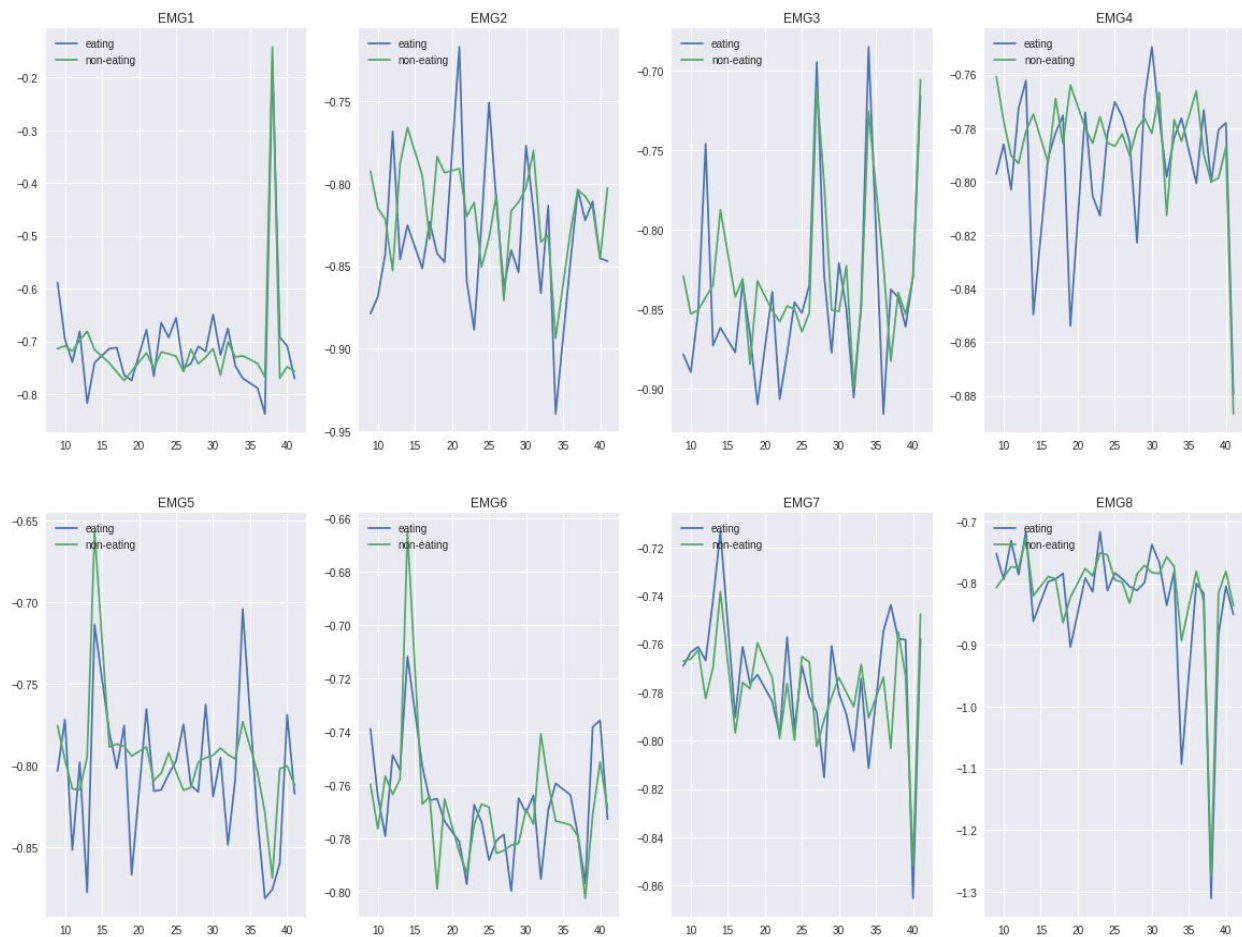 EMG1
eating
non-eating
−0.2
−0.3
−0.4
−0.5
−0.6
−0.7
−0.8
10 15 20 25 30 35 40
EMG2
eating
non-eating
−0.75
−0.80
−0.85
−0.90
−0.95
10 15 20 25 30 35 40
EMG3
eating
non-eating
−0.70
−0.75
−0.80
−0.85
−0.90
10 15 20 25 30 35 40
EMG4
eating
non-eating
−0.76
−0.78
−0.80
−0.82
−0.84
−0.86
−0.88
10 15 20 25 30 35 40
EMG5
eating
non-eating
−0.65
−0.70
−0.75
−0.80
−0.85
10 15 20 25 30 35 40
EMG6
eating
non-eating
−0.66
−0.68
−0.70
−0.72
−0.74
−0.76
−0.78
−0.80
10 15 20 25 30 35 40
EMG7
eating
non-eating
−0.72
−0.74
−0.76
−0.78
−0.80
−0.82
−0.84
−0.86
10 15 20 25 30 35 40
EMG8
eating
non-eating
−0.7
−0.8
−0.9
−1.0
−1.1
−1.2
−1.3
10 15 20 25 30 35 40